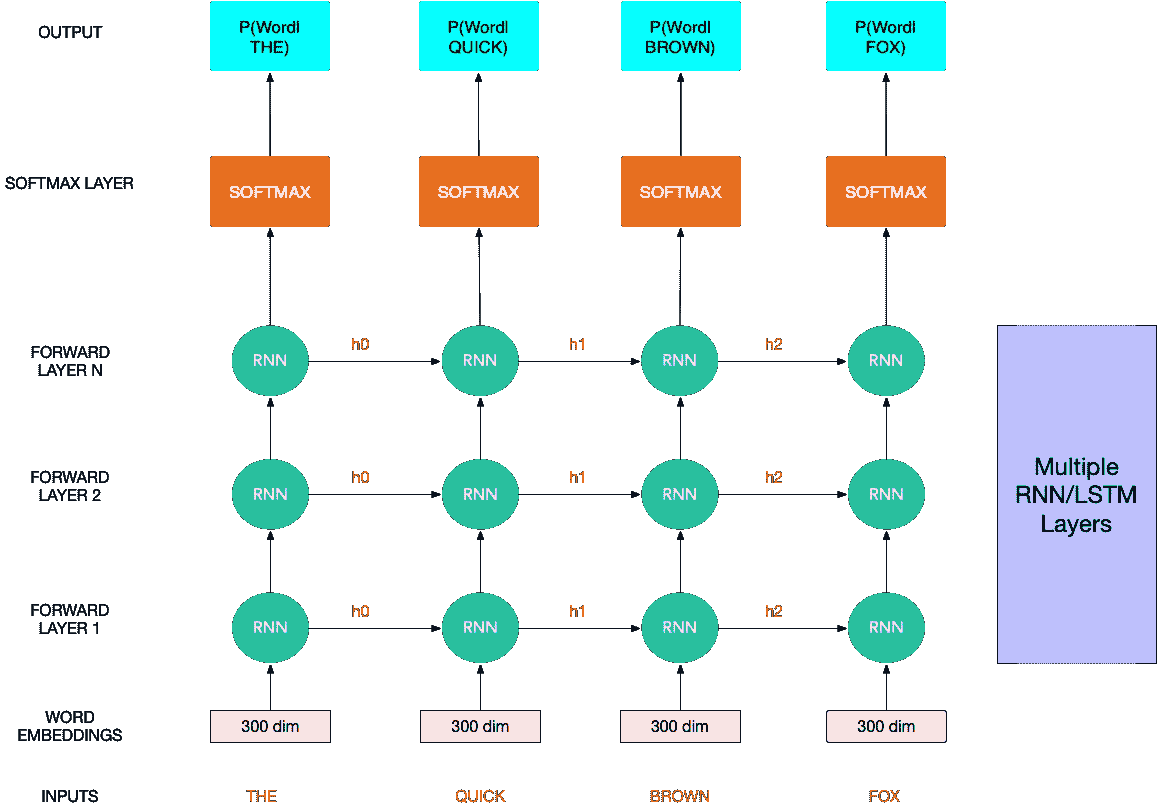 OUTPUT
P(Wordl
THE)
P(Wordl
QUICK)
P(Wordl
BROWN)
P(Wordl
FOX)
SOFTMAX LAYER
SOFTMAX
SOFTMAX
SOFTMAX
SOFTMAX
FORWARD
LAYER N
RNN
h0
RNN
h1
RNN
h2
RNN
FORWARD
LAYER 2
RNN
h0
RNN
h1
RNN
h2
RNN
Multiple
RNN/LSTM
Layers
FORWARD
LAYER 1
RNN
h0
RNN
h1
RNN
h2
RNN
WORD
EMBEDDINGS
300 dim
300 dim
300 dim
300 dim
INPUTS
THE
QUICK
BROWN
FOX